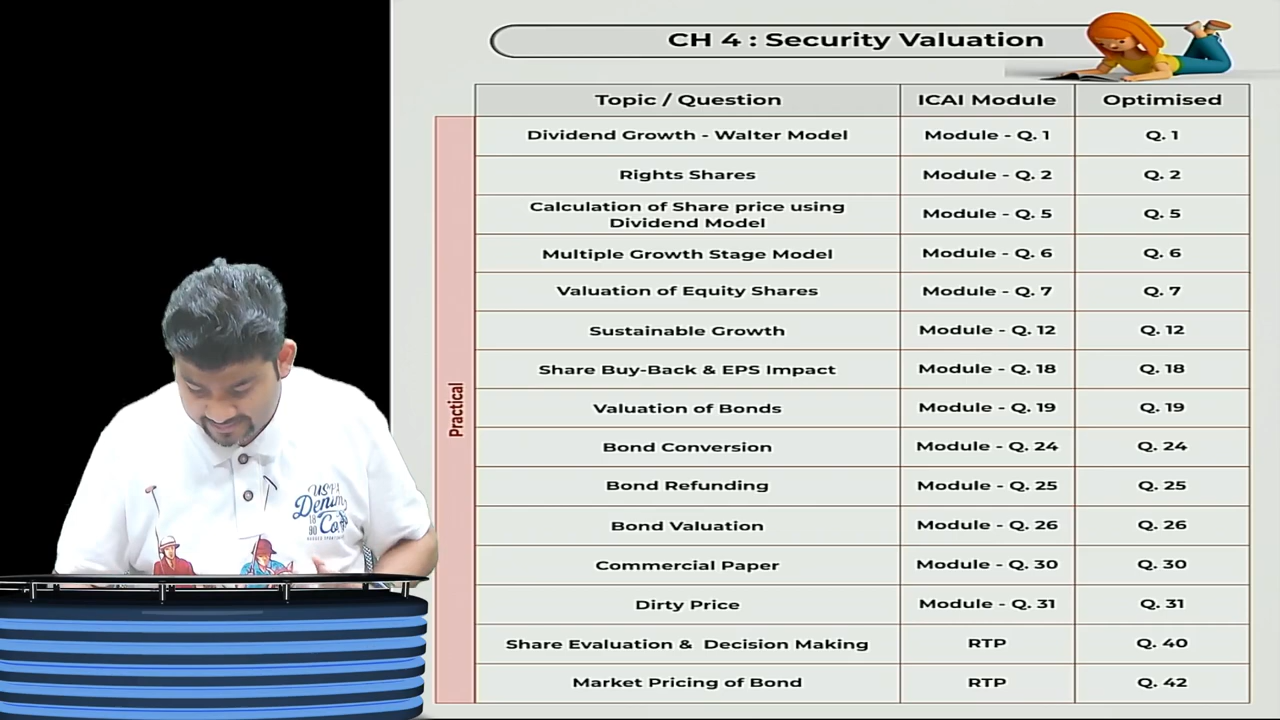 CH 4 : Security Valuation
Topic / Question ICAI Module Optimised
Practical
Dividend Growth - Walter Model Module - Q. 1 Q. 1
Rights Shares Module - Q. 2 Q. 2
Calculation of Share price using
Dividend Model Module - Q. 5 Q. 5
Multiple Growth Stage Model Module - Q. 6 Q. 6
Valuation of Equity Shares Module - Q. 7 Q. 7
Sustainable Growth Module - Q. 12 Q. 12
Share Buy-Back & EPS Impact Module - Q. 18 Q. 18
Valuation of Bonds Module - Q. 19 Q. 19
Bond Conversion Module - Q. 24 Q. 24
Bond Refunding Module - Q. 25 Q. 25
Bond Valuation Module - Q. 26 Q. 26
Commercial Paper Module - Q. 30 Q. 30
Dirty Price Module - Q. 31 Q. 31
Share Evaluation & Decision Making RTP Q. 40
Market Pricing of Bond RTP Q. 42
Denim
18
90 Co.